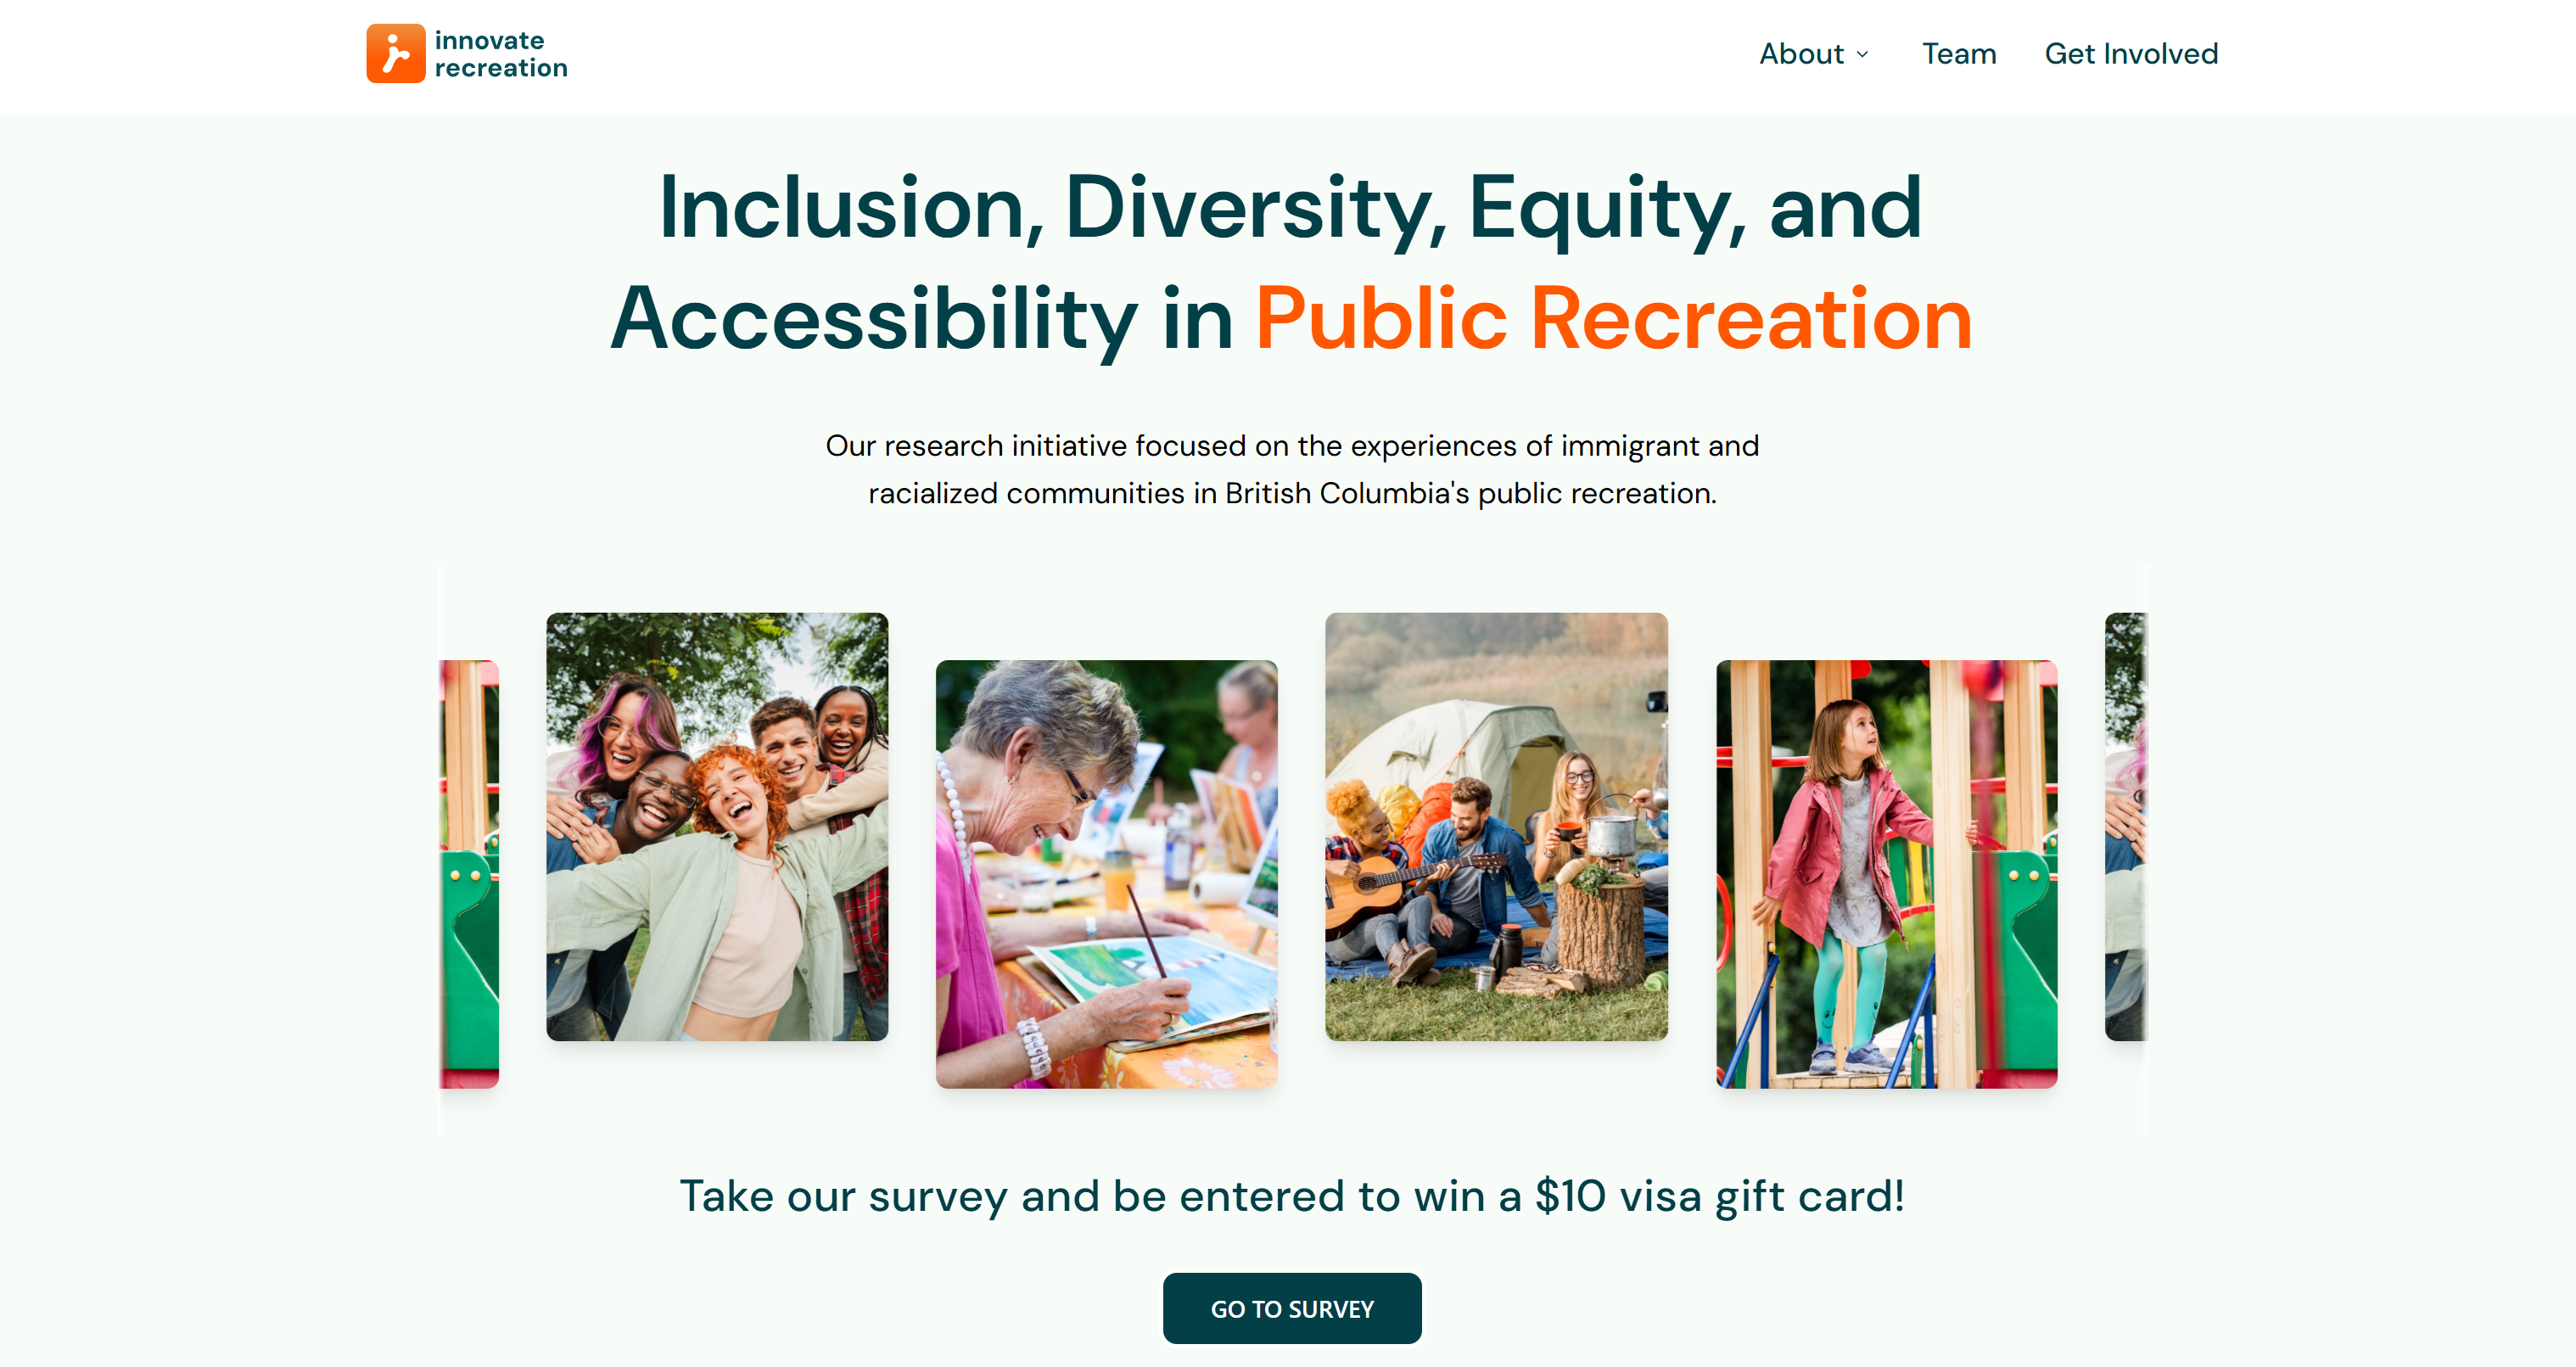 innovate
recreation
About
Team
Get Involved
Inclusion, Diversity, Equity, and
Accessibility in Public Recreation
Our research initiative focused on the experiences of immigrant and
racialized communities in British Columbia's public recreation.
Take our survey and be entered to win a $10 visa gift card!
GO TO SURVEY